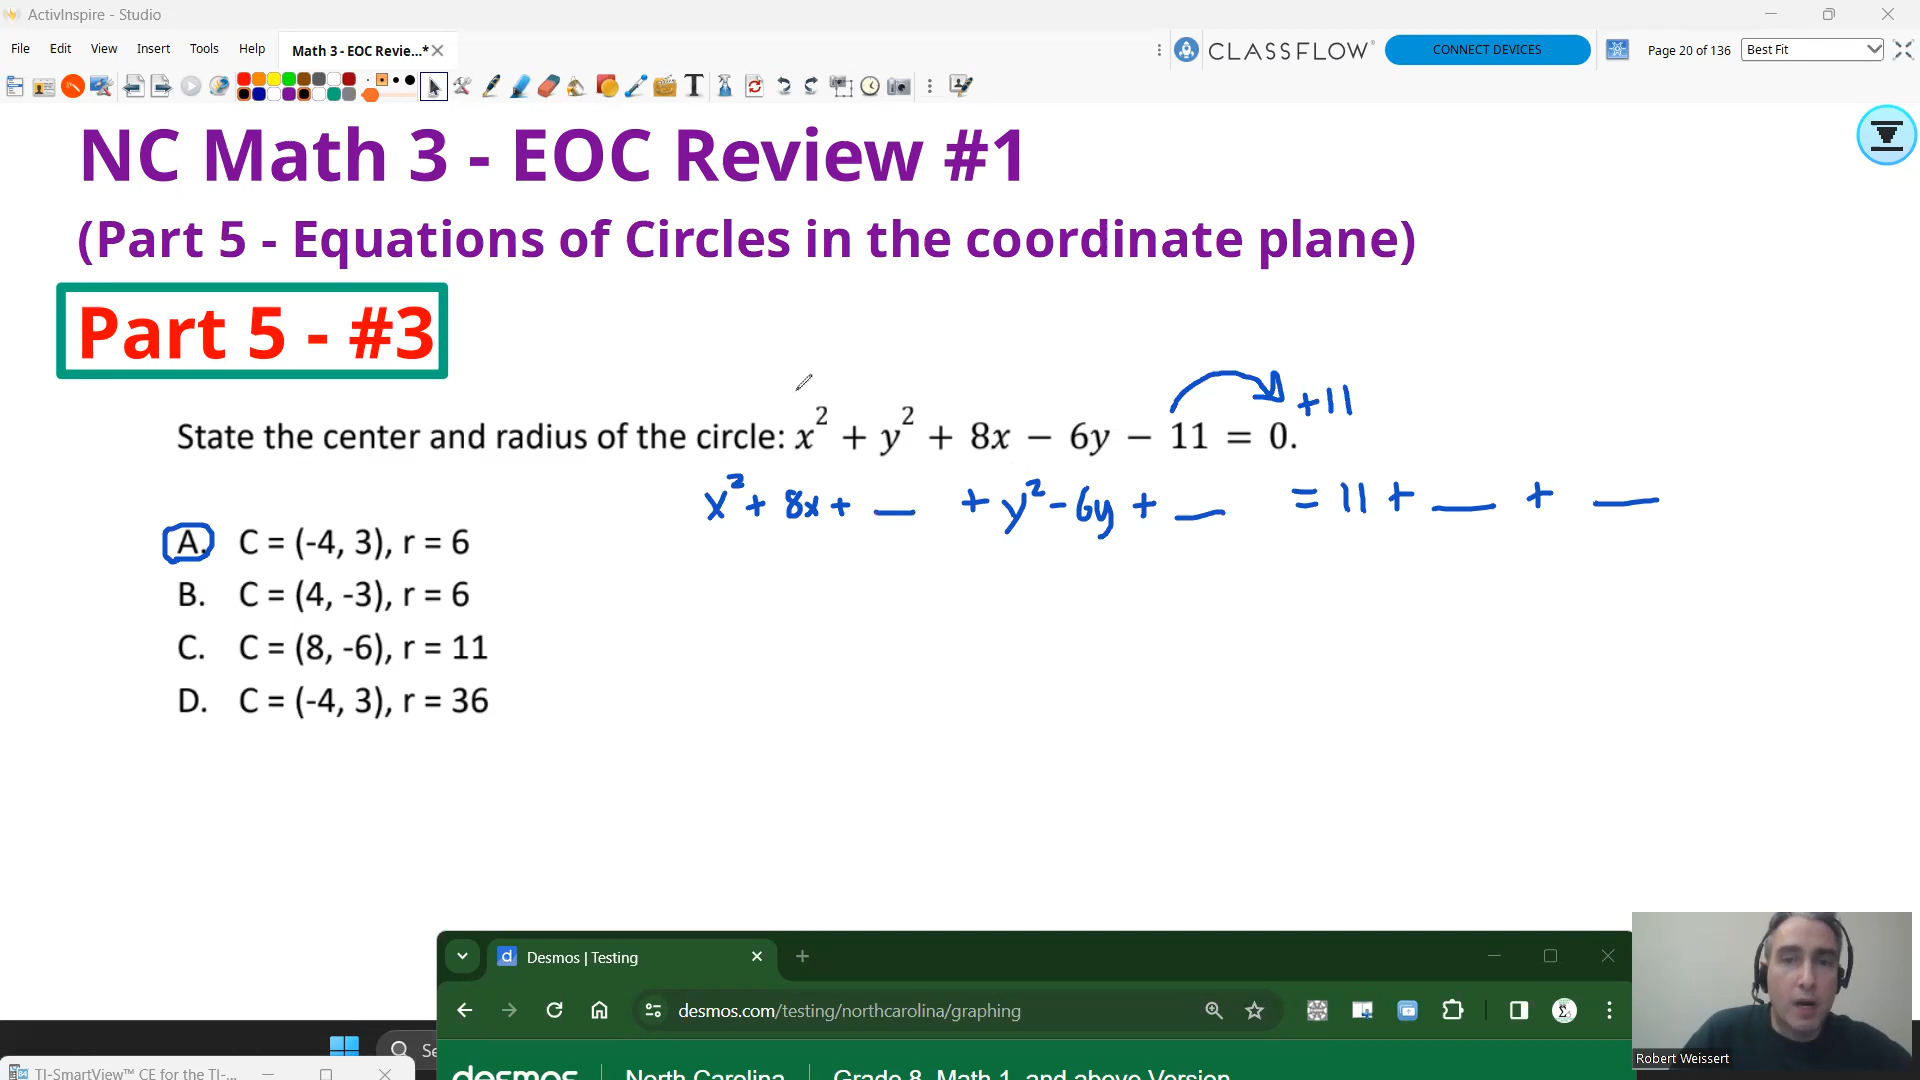 ActivInspire - Studio
File Edit View Insert Tools Help Math 3 - EOC Revie...* CLASSFLOW CONNECT DEVICES Page 20 of 136 Best Fit
NC Math 3 - EOC Review #1
(Part 5 - Equations of Circles in the coordinate plane)
Part 5 - #3
+11
State the center and radius of the circle: x² + y² + 8x − 6y − 11 = 0.
x² + 8x + __ + y² - 6y + __ = 11 + __ + __
A. C = (-4, 3), r = 6
B. C = (4, -3), r = 6
C. C = (8, -6), r = 11
D. C = (-4, 3), r = 36
Desmos | Testing
desmos.com/testing/northcarolina/graphing
Robert Weissert
TI-SmartView™ CE for the TI-...
desmos North Carolina Grade 8, Math 1, and above Version